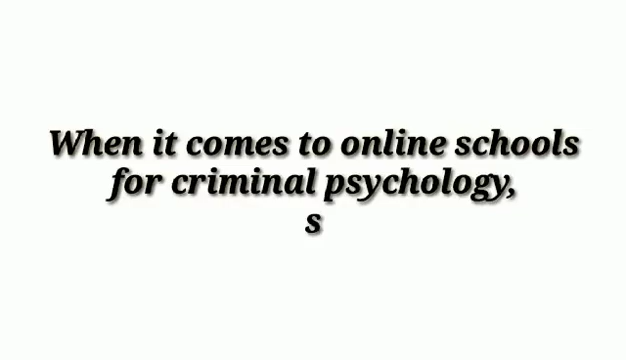 When it comes to online schools
for criminal psychology,
s